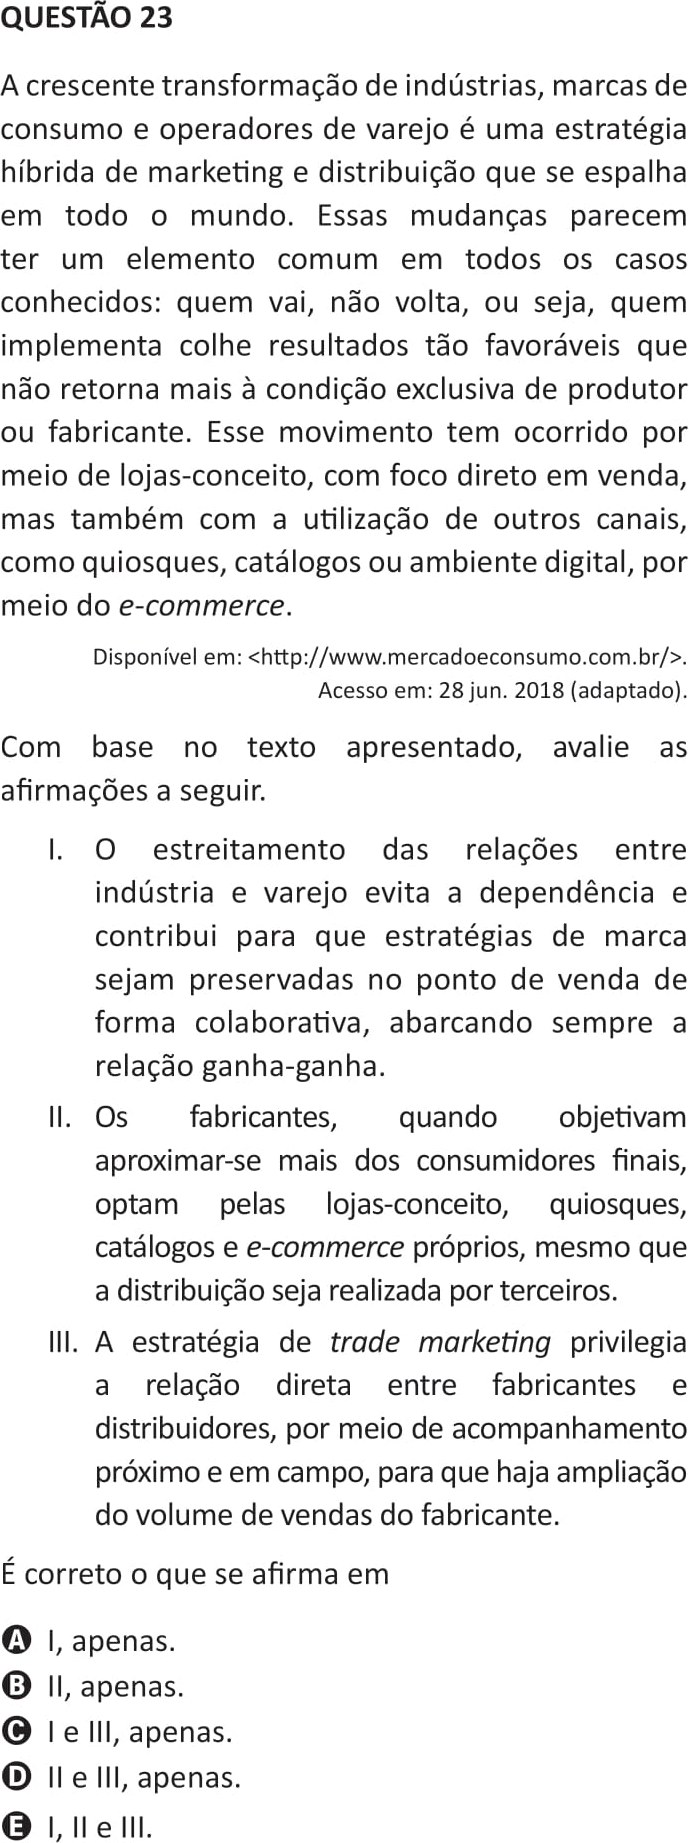 QUESTÃO 23
A crescente transformação de indústrias, marcas de
consumo e operadores de varejo é uma estratégia
híbrida de marketing e distribuição que se espalha
em todo o mundo. Essas mudanças parecem
ter um elemento comum em todos os casos
conhecidos: quem vai, não volta, ou seja, quem
implementa colhe resultados tão favoráveis que
não retorna mais à condição exclusiva de produtor
ou fabricante. Esse movimento tem ocorrido por
meio de lojas-conceito, com foco direto em venda,
mas também com a utilização de outros canais,
como quiosques, catálogos ou ambiente digital, por
meio do e-commerce.
Disponível em: <http://www.mercadoeconsumo.com.br/>.
Acesso em: 28 jun. 2018 (adaptado).
Com base no texto apresentado, avalie as
afirmações a seguir.
I. O estreitamento das relações entre
indústria e varejo evita a dependência e
contribui para que estratégias de marca
sejam preservadas no ponto de venda de
forma colaborativa, abarcando sempre a
relação ganha-ganha.
II. Os fabricantes, quando objetivam
aproximar-se mais dos consumidores finais,
optam pelas lojas-conceito, quiosques,
catálogos e e-commerce próprios, mesmo que
a distribuição seja realizada por terceiros.
III. A estratégia de trade marketing privilegia
a relação direta entre fabricantes e
distribuidores, por meio de acompanhamento
próximo e em campo, para que haja ampliação
do volume de vendas do fabricante.
É correto o que se afirma em
A I, apenas.
B II, apenas.
C I e III, apenas.
D II e III, apenas.
E I, II e III.